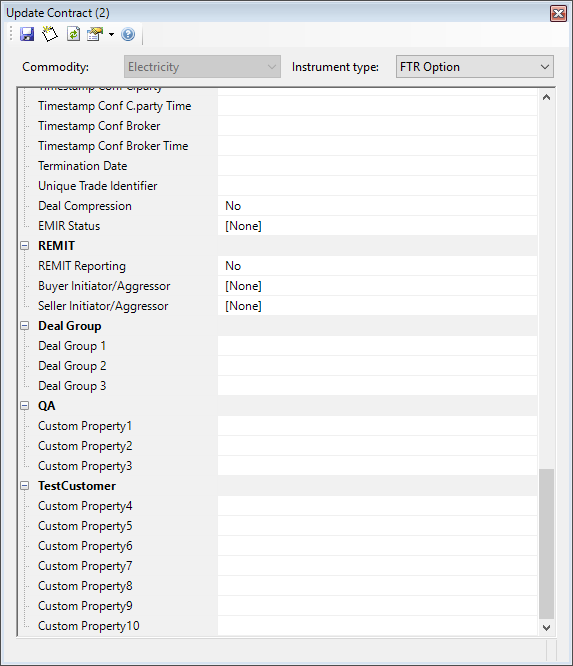 Update Contract (2)
Commodity: Electricity Instrument type: FTR Option
Timestamp Conf C.party
Timestamp Conf C.party Time
Timestamp Conf Broker
Timestamp Conf Broker Time
Termination Date
Unique Trade Identifier
Deal Compression No
EMIR Status [None]
REMIT
REMIT Reporting No
Buyer Initiator/Aggressor [None]
Seller Initiator/Aggressor [None]
Deal Group
Deal Group 1
Deal Group 2
Deal Group 3
QA
Custom Property1
Custom Property2
Custom Property3
TestCustomer
Custom Property4
Custom Property5
Custom Property6
Custom Property7
Custom Property8
Custom Property9
Custom Property10